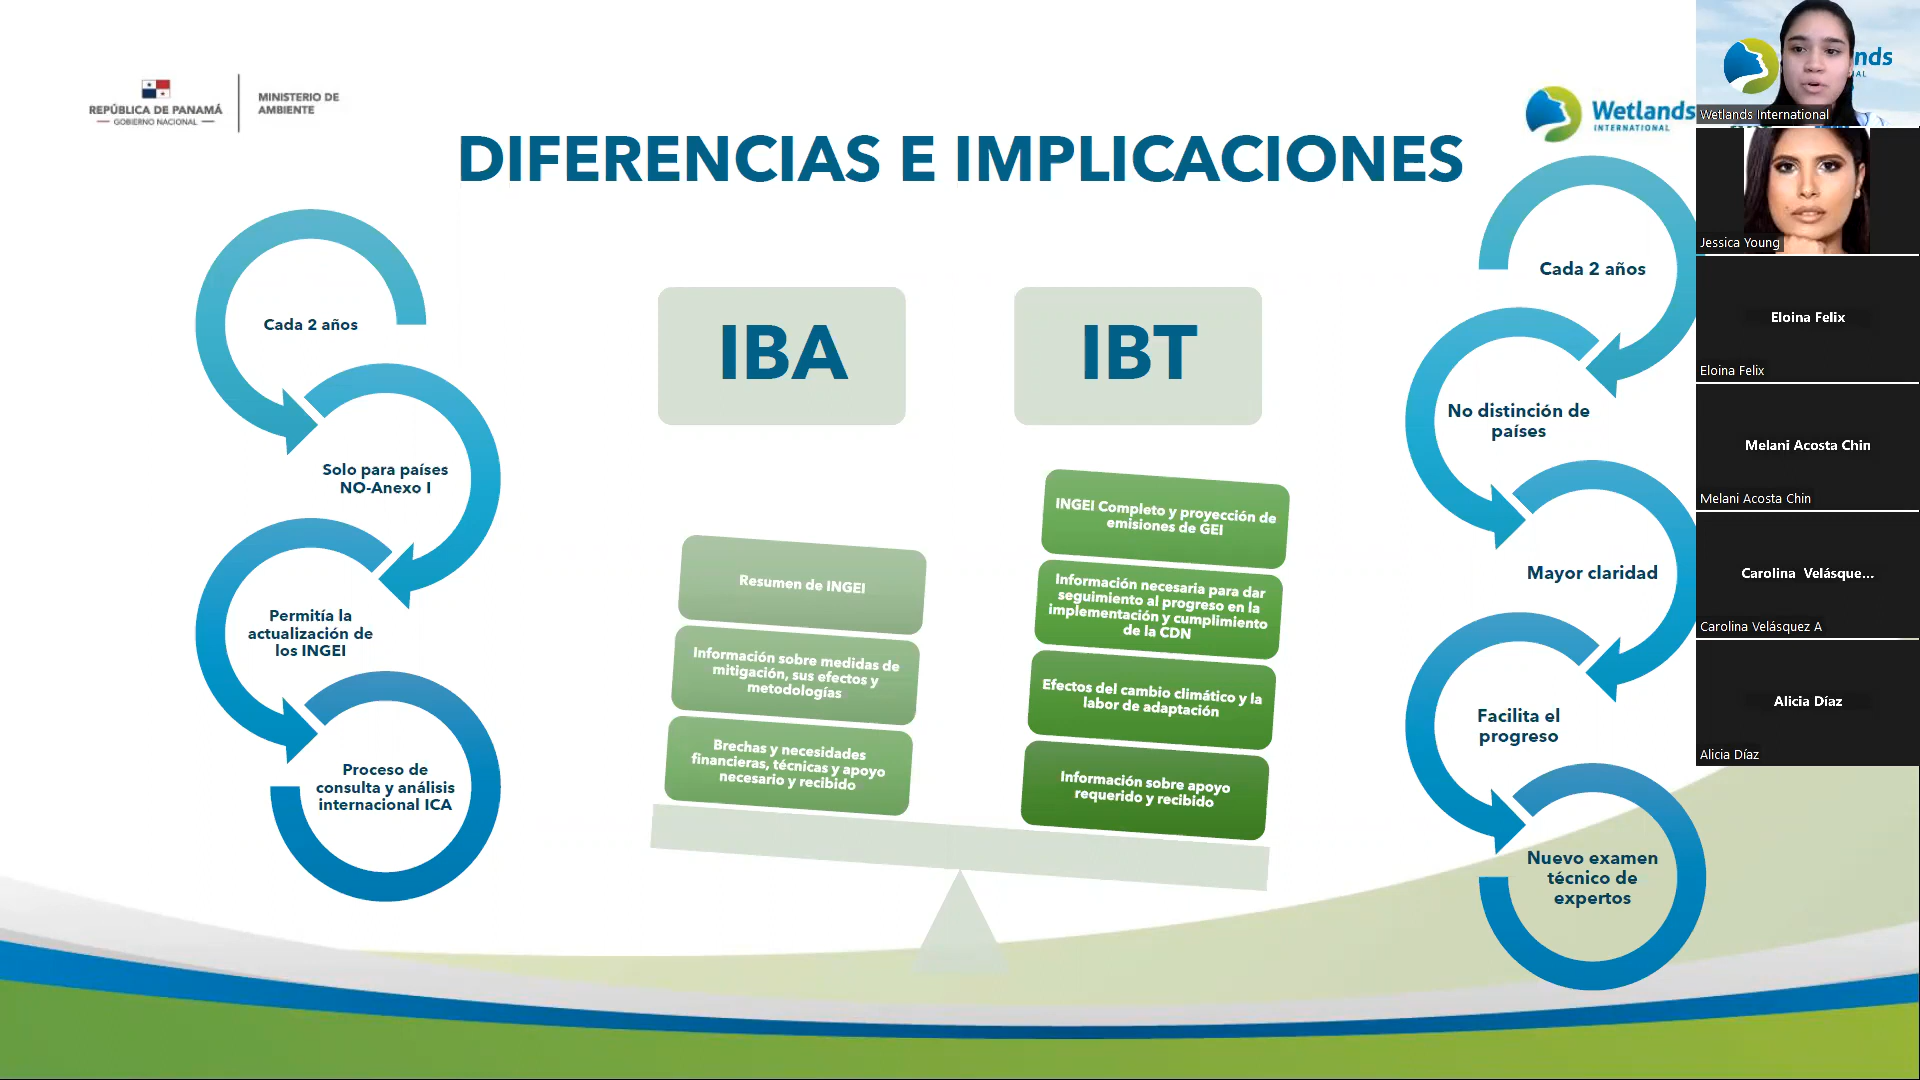 REPÚBLICA DE PANAMÁ
— GOBIERNO NACIONAL —
MINISTERIO DE
AMBIENTE
Wetlands
INTERNATIONAL
DIFERENCIAS E IMPLICACIONES
Cada 2 años
Solo para países
NO-Anexo I
Permitía la
actualización de
los INGEI
Proceso de
consulta y análisis
internacional ICA
IBA
Resumen de INGEI
Información sobre medidas de
mitigación, sus efectos y
metodologías
Brechas y necesidades
financieras, técnicas y apoyo
necesario y recibido
IBT
INGEI Completo y proyección de
emisiones de GEI
Información necesaria para dar
seguimiento al progreso en la
implementación y cumplimiento
de la CDN
Efectos del cambio climático y la
labor de adaptación
Información sobre apoyo
requerido y recibido
Cada 2 años
No distinción de
países
Mayor claridad
Facilita el
progreso
Nuevo examen
técnico de
expertos
nds
AL
Wetlands International
Jessica Young
Eloina Felix
Eloina Felix
Melani Acosta Chin
Melani Acosta Chin
Carolina Velásque...
Carolina Velásquez A
Alicia Díaz
Alicia Díaz